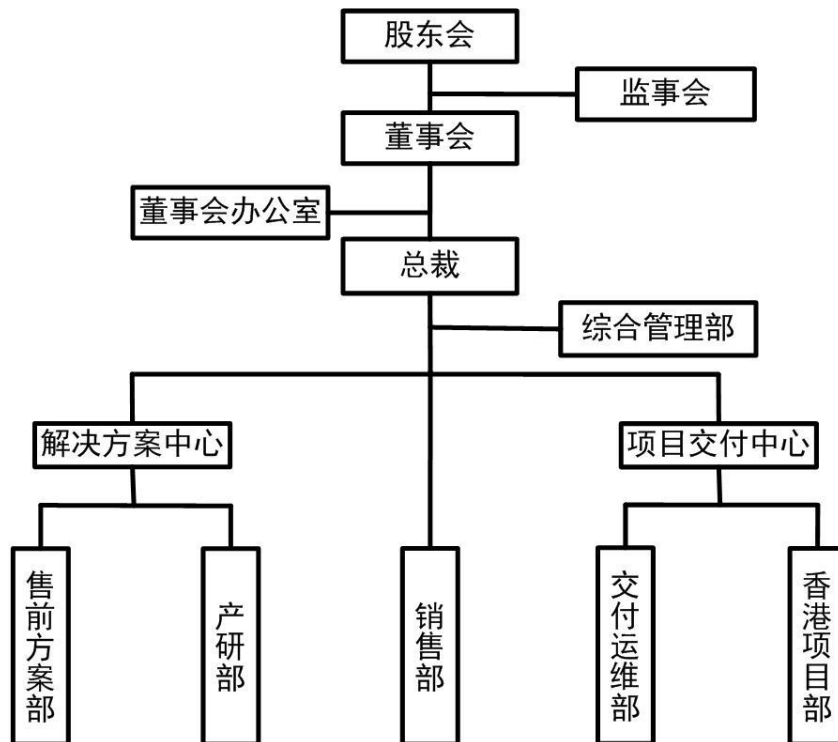 股东会
监事会
董事会
董事会办公室
总裁
综合管理部
解决方案中心
项目交付中心
售前方案部
产研部
销售部
交付运维部
香港项目部